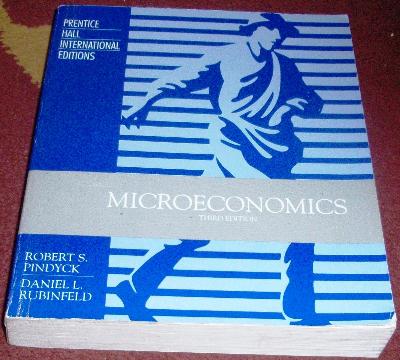 PRENTICE
HALL
INTERNATIONAL
EDITIONS
MICROECONOMICS
THIRD EDITION
ROBERT S.
PINDYCK
DANIEL L.
RUBINFELD